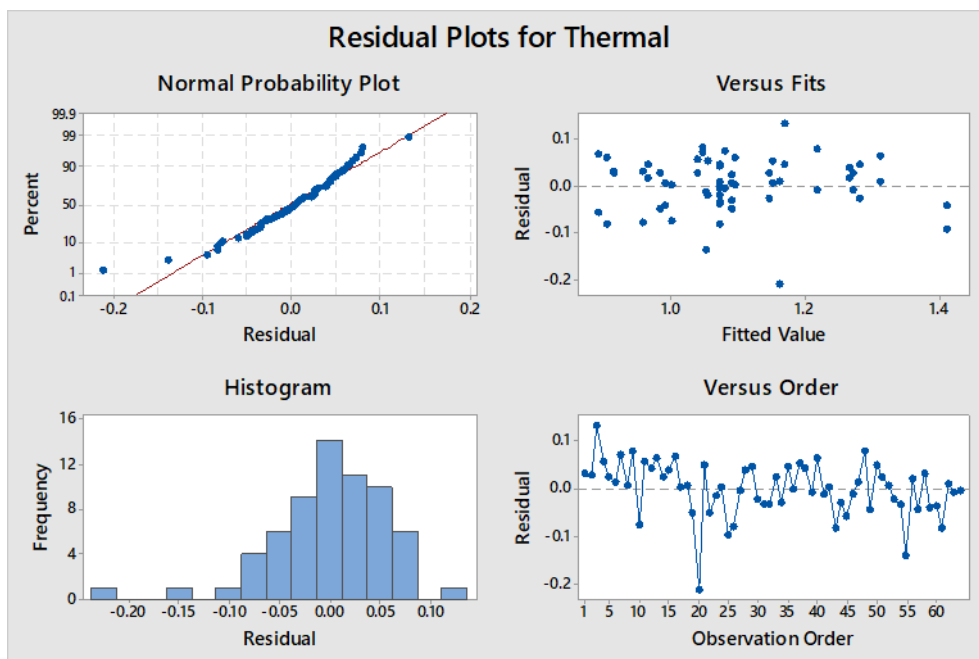 Residual Plots for Thermal
Normal Probability Plot
99.9
99
90
50
10
1
0.1
Percent
-0.2 -0.1 0.0 0.1 0.2
Residual
Versus Fits
0.1
0.0
-0.1
-0.2
Residual
1.0 1.2 1.4
Fitted Value
Histogram
16
12
8
4
0
Frequency
-0.20 -0.15 -0.10 -0.05 0.00 0.05 0.10
Residual
Versus Order
0.1
0.0
-0.1
-0.2
Residual
1 5 10 15 20 25 30 35 40 45 50 55 60
Observation Order